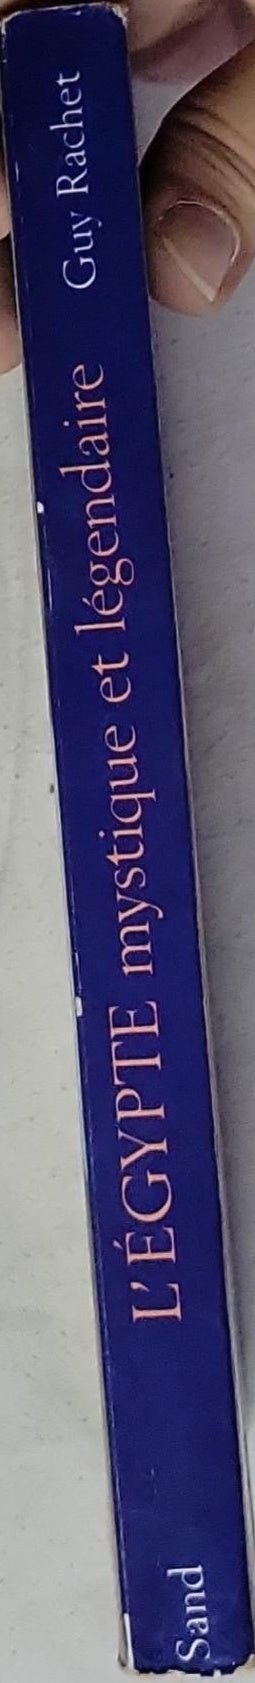 Sand
L'ÉGYPTE mystique et légendaire
Guy Rachet